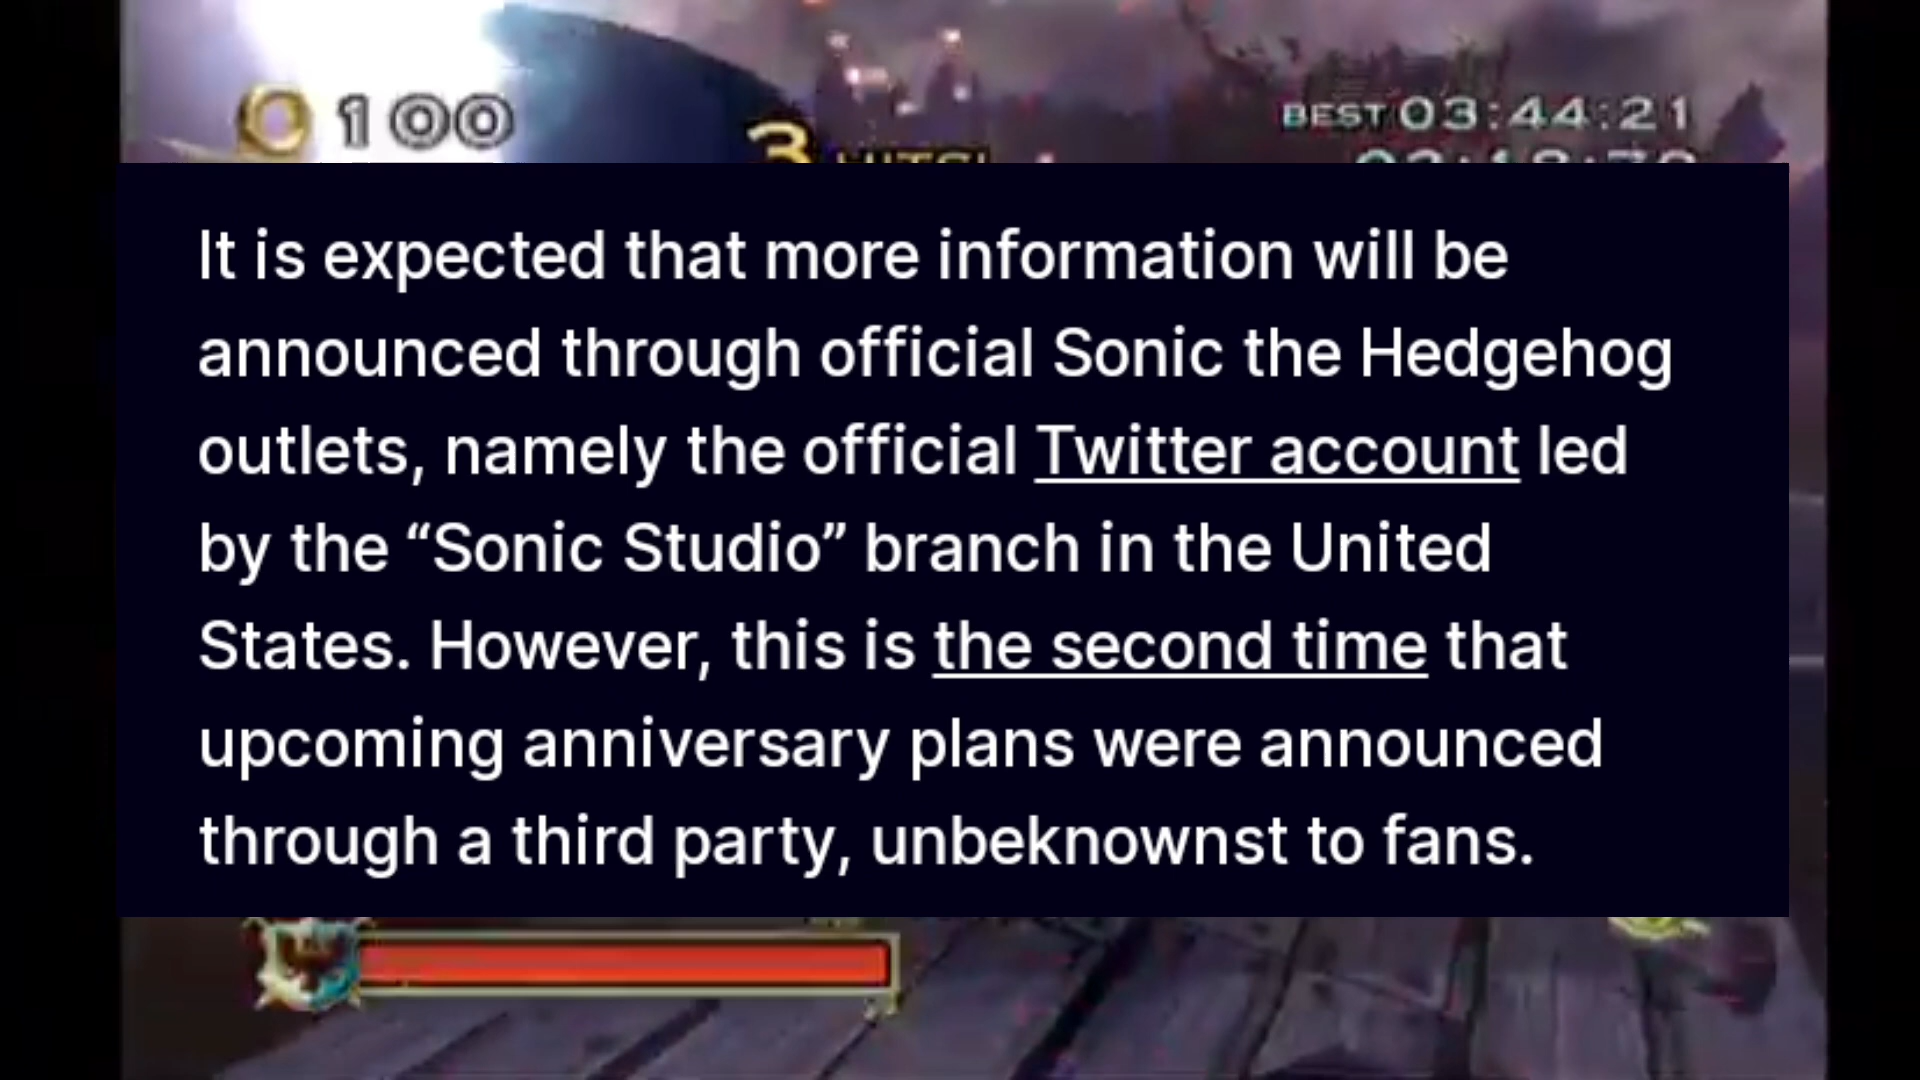 100
3 HITS!
BEST 03:44:21
It is expected that more information will be
announced through official Sonic the Hedgehog
outlets, namely the official Twitter account led
by the “Sonic Studio” branch in the United
States. However, this is the second time that
upcoming anniversary plans were announced
through a third party, unbeknownst to fans.